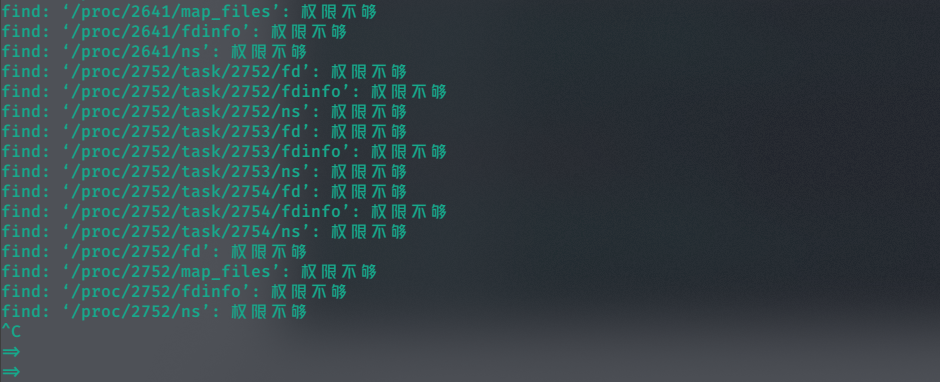 find: ‘/proc/2641/map_files’: 权限不够
find: ‘/proc/2641/fdinfo’: 权限不够
find: ‘/proc/2641/ns’: 权限不够
find: ‘/proc/2752/task/2752/fd’: 权限不够
find: ‘/proc/2752/task/2752/fdinfo’: 权限不够
find: ‘/proc/2752/task/2752/ns’: 权限不够
find: ‘/proc/2752/task/2753/fd’: 权限不够
find: ‘/proc/2752/task/2753/fdinfo’: 权限不够
find: ‘/proc/2752/task/2753/ns’: 权限不够
find: ‘/proc/2752/task/2754/fd’: 权限不够
find: ‘/proc/2752/task/2754/fdinfo’: 权限不够
find: ‘/proc/2752/task/2754/ns’: 权限不够
find: ‘/proc/2752/fd’: 权限不够
find: ‘/proc/2752/map_files’: 权限不够
find: ‘/proc/2752/fdinfo’: 权限不够
find: ‘/proc/2752/ns’: 权限不够
^C
⇒
⇒